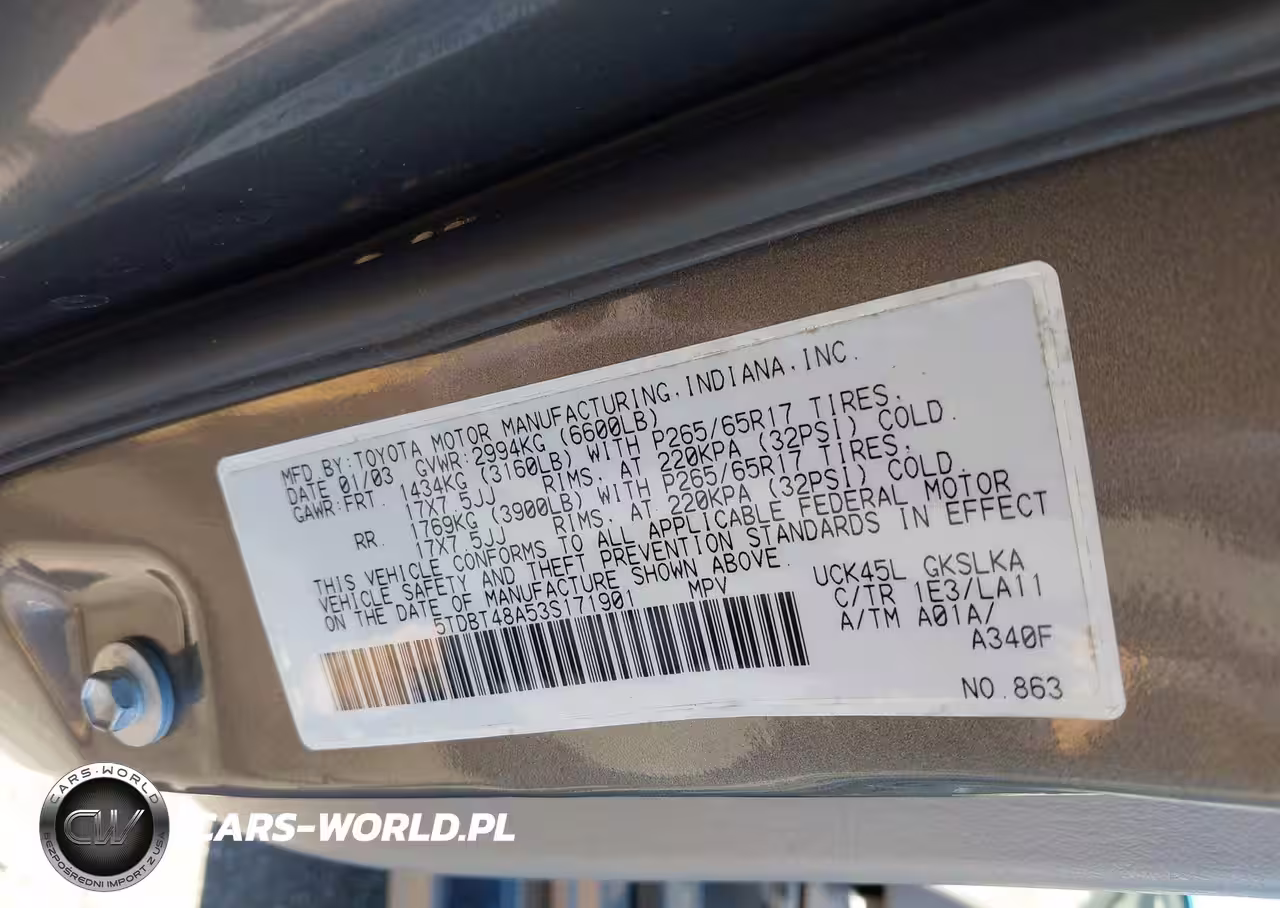 MFD BY:TOYOTA MOTOR MANUFACTURING,INDIANA,INC.
DATE 01/03 GVWR:2994KG (6600LB)
GAWR:FRT. 1434KG (3160LB) WITH P265/65R17 TIRES,
17X7.5JJ RIMS, AT 220KPA (32PSI) COLD.
RR. 1769KG (3900LB) WITH P265/65R17 TIRES,
17X7.5JJ RIMS, AT 220KPA (32PSI) COLD.
THIS VEHICLE CONFORMS TO ALL APPLICABLE FEDERAL MOTOR
VEHICLE SAFETY AND THEFT PREVENTION STANDARDS IN EFFECT
ON THE DATE OF MANUFACTURE SHOWN ABOVE.
5TDBT48A53S171901 MPV
UCK45L GKSLKA
C/TR 1E3/LA11
A/TM A01A/
A340F
NO.863
CARS-WORLD
CW
BEZPOŚREDNI IMPORT Z USA
CARS-WORLD.PL